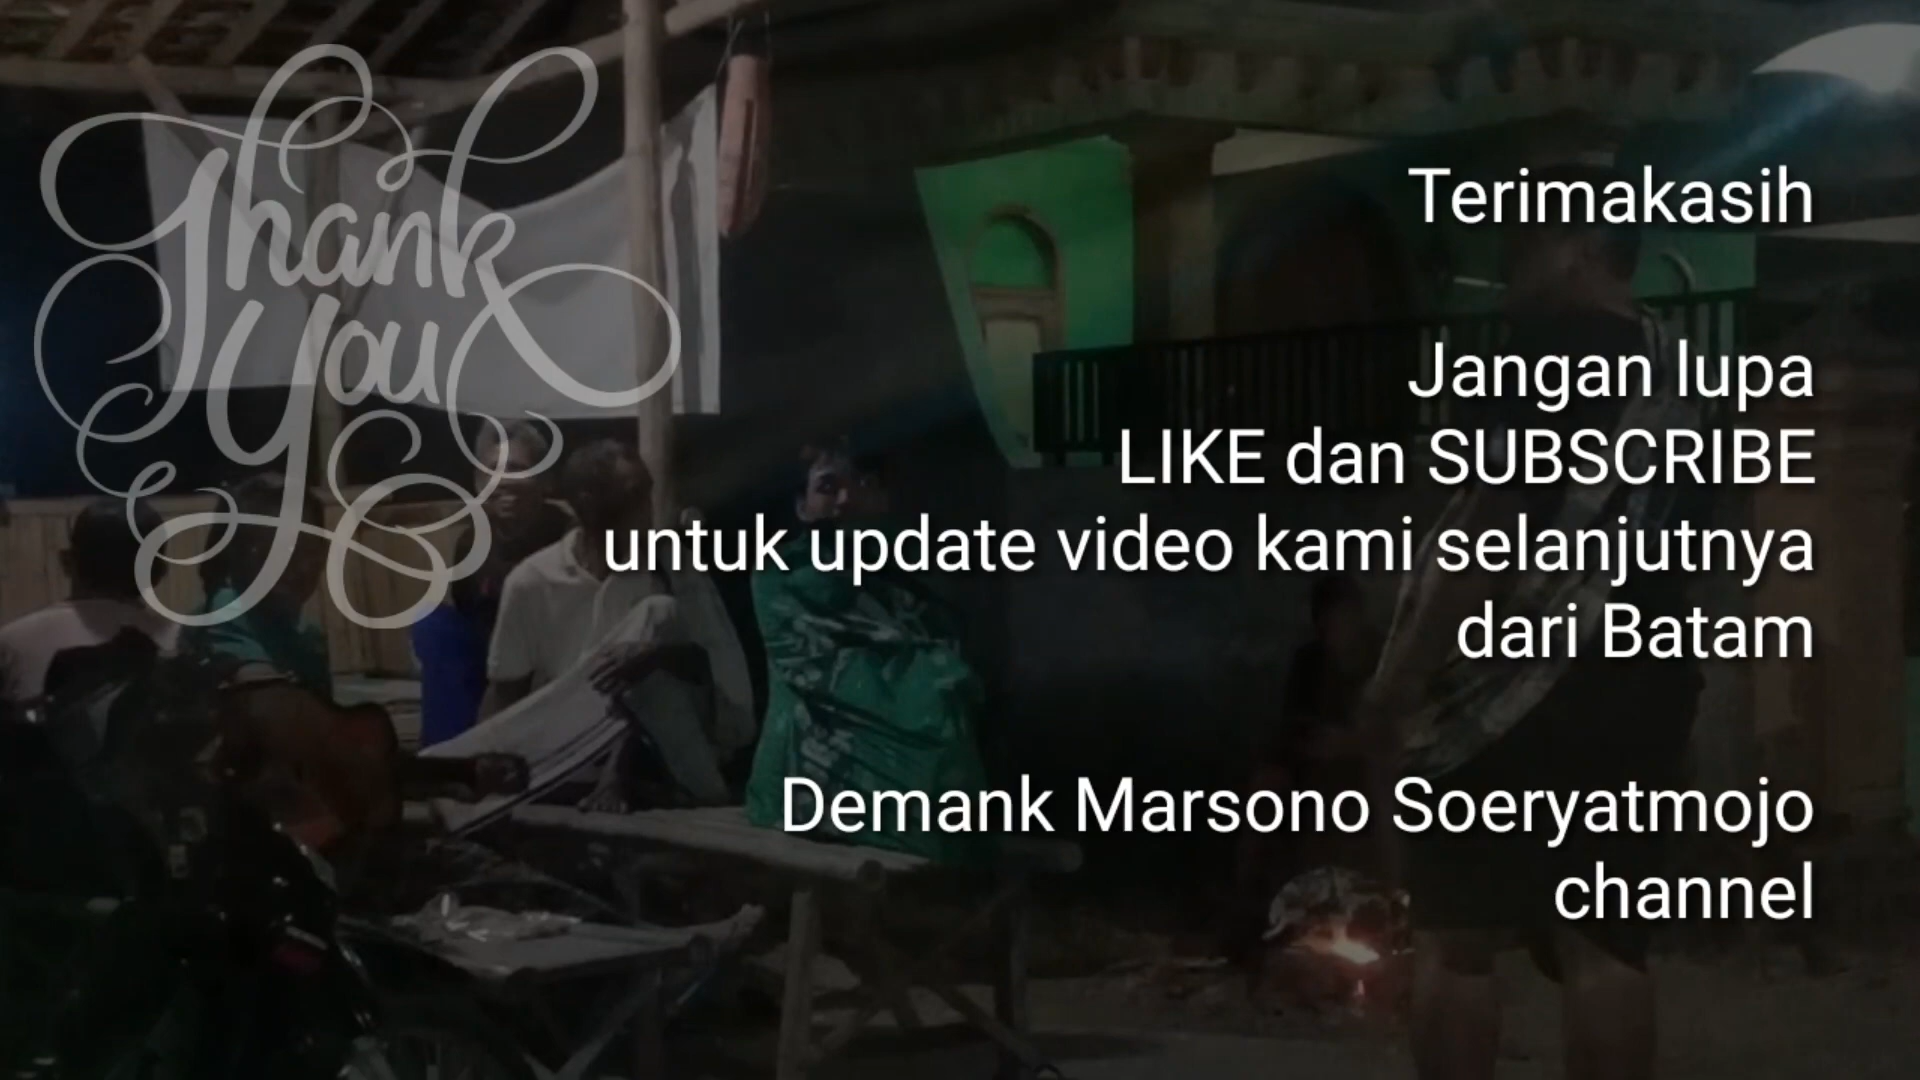 Thank
You
Terimakasih
Jangan lupa
LIKE dan SUBSCRIBE
untuk update video kami selanjutnya
dari Batam
Demank Marsono Soeryatmojo
channel